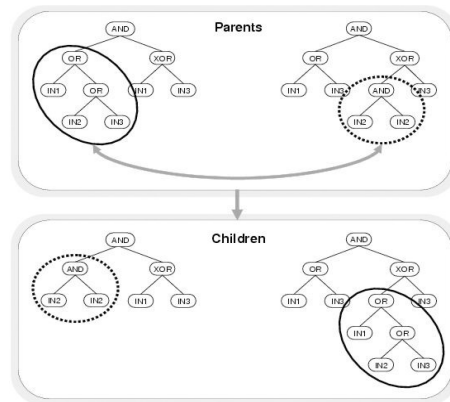 Parents
AND AND
OR XOR OR XOR
IN1 OR IN1 IN3 IN1 IN3 AND IN3
IN2 IN3 IN2 IN2
Children
AND AND
AND XOR OR XOR
IN2 IN2 IN1 IN3 IN1 IN3 OR IN3
IN1 OR
IN2 IN3